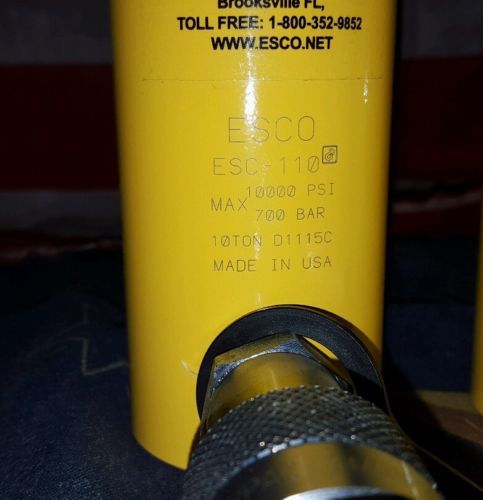 Brooksville FL,
TOLL FREE: 1-800-352-9852
WWW.ESCO.NET
ESCO
ESC-110
10000 PSI
MAX
700 BAR
10TON D1115C
MADE IN USA